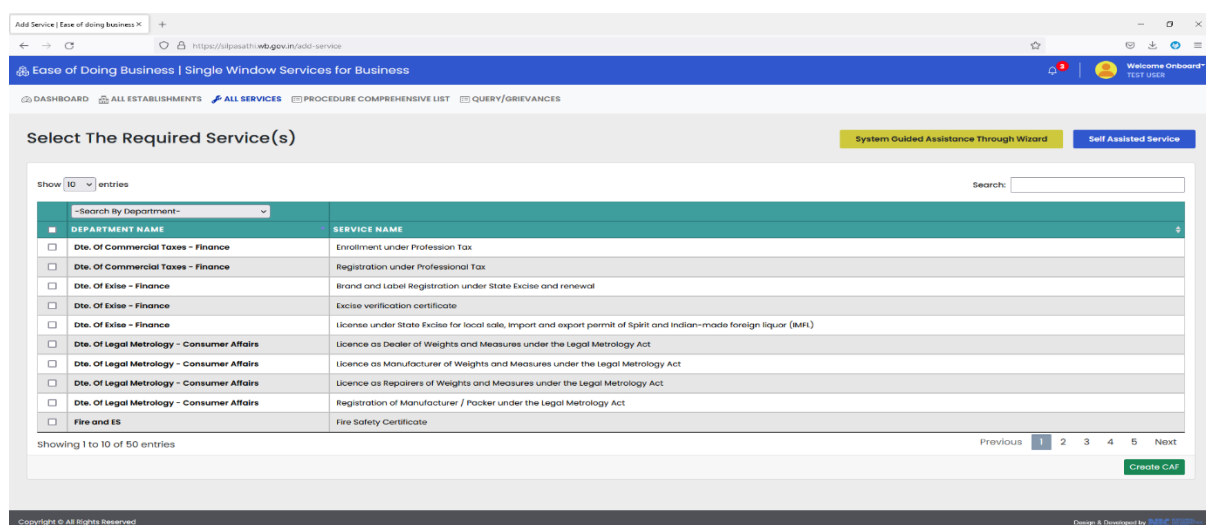 Add Service | Ease of doing business × +
https://silpasathi.wb.gov.in/add-service
Ease of Doing Business | Single Window Services for Business 3 Welcome Onboard
TEST USER
DASHBOARD ALL ESTABLISHMENTS ALL SERVICES PROCEDURE COMPREHENSIVE LIST QUERY/GRIEVANCES
Select The Required Service(s) System Guided Assistance Through Wizard Self Assisted Service
Show 10 entries Search:
-Search By Department-
DEPARTMENT NAME SERVICE NAME
Dte. Of Commercial Taxes - Finance Enrollment under Profession Tax
Dte. Of Commercial Taxes - Finance Registration under Professional Tax
Dte. Of Exise - Finance Brand and Label Registration under State Excise and renewal
Dte. Of Exise - Finance Excise verification certificate
Dte. Of Exise - Finance License under State Excise for local sale, Import and export permit of Spirit and Indian-made foreign liquor (IMFL)
Dte. Of Legal Metrology - Consumer Affairs Licence as Dealer of Weights and Measures under the Legal Metrology Act
Dte. Of Legal Metrology - Consumer Affairs Licence as Manufacturer of Weights and Measures under the Legal Metrology Act
Dte. Of Legal Metrology - Consumer Affairs Licence as Repairers of Weights and Measures under the Legal Metrology Act
Dte. Of Legal Metrology - Consumer Affairs Registration of Manufacturer / Packer under the Legal Metrology Act
Fire and ES Fire Safety Certificate
Showing 1 to 10 of 50 entries Previous 1 2 3 4 5 Next
Create CAF
Copyright © All Rights Reserved Design & Developed by